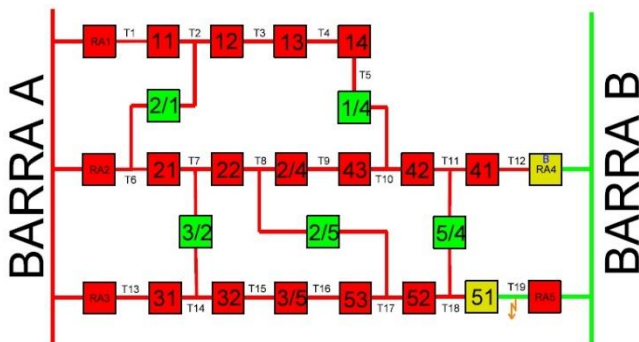 BARRA A
BARRA B
RA1 T1 11 T2 12 T3 13 T4 14
T5
2/1 1/4
RA2 T6 21 T7 22 T8 2/4 T9 43 T10 42 T11 41 T12 B RA4
3/2 2/5 5/4
RA3 T13 31 T14 32 T15 3/5 T16 53 T17 52 T18 51 T19 RA5